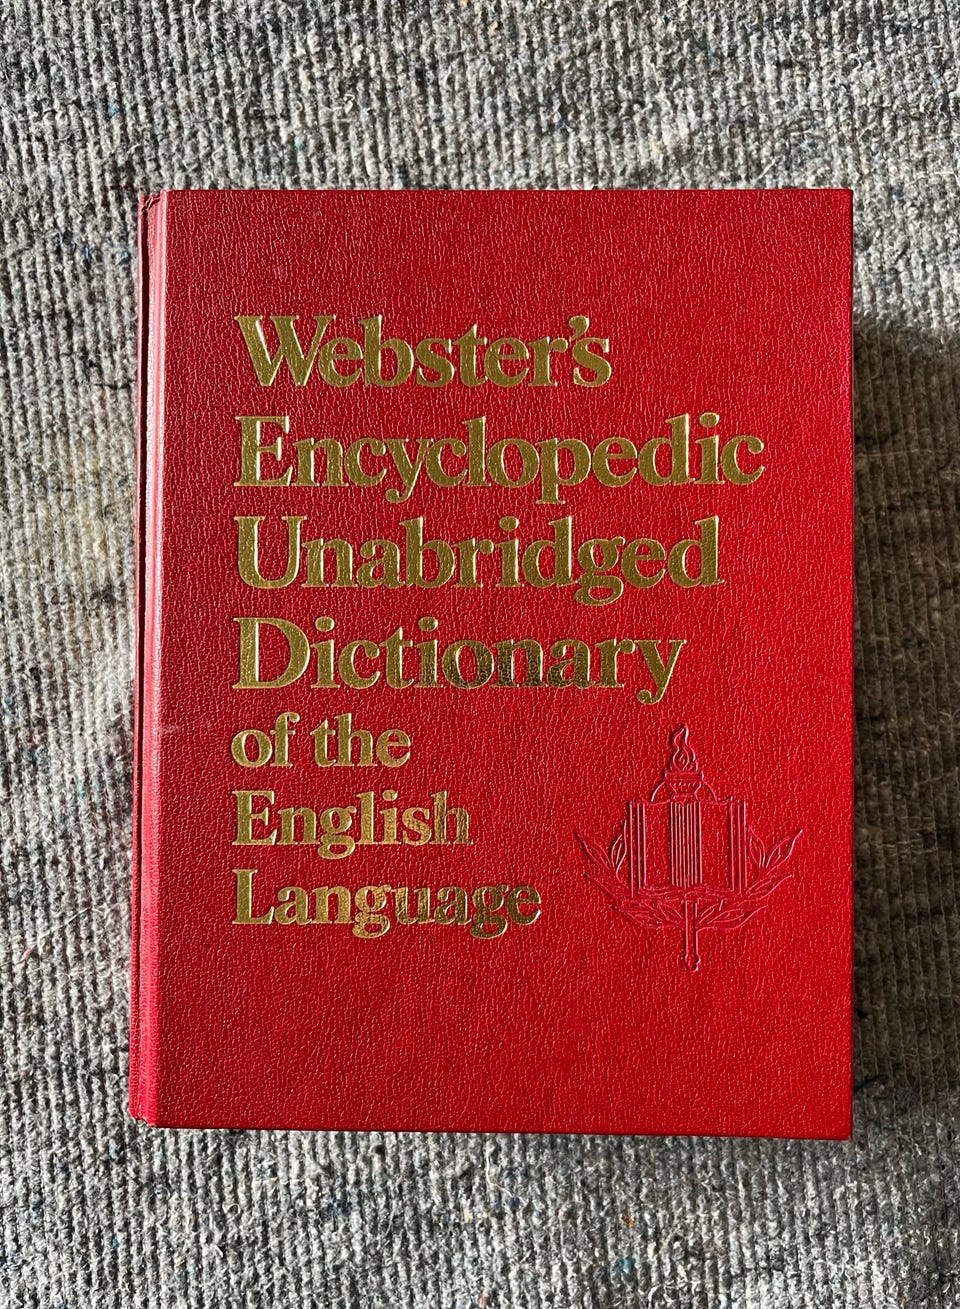 Webster's
Encyclopedic
Unabridged
Dictionary
of the
English
Language